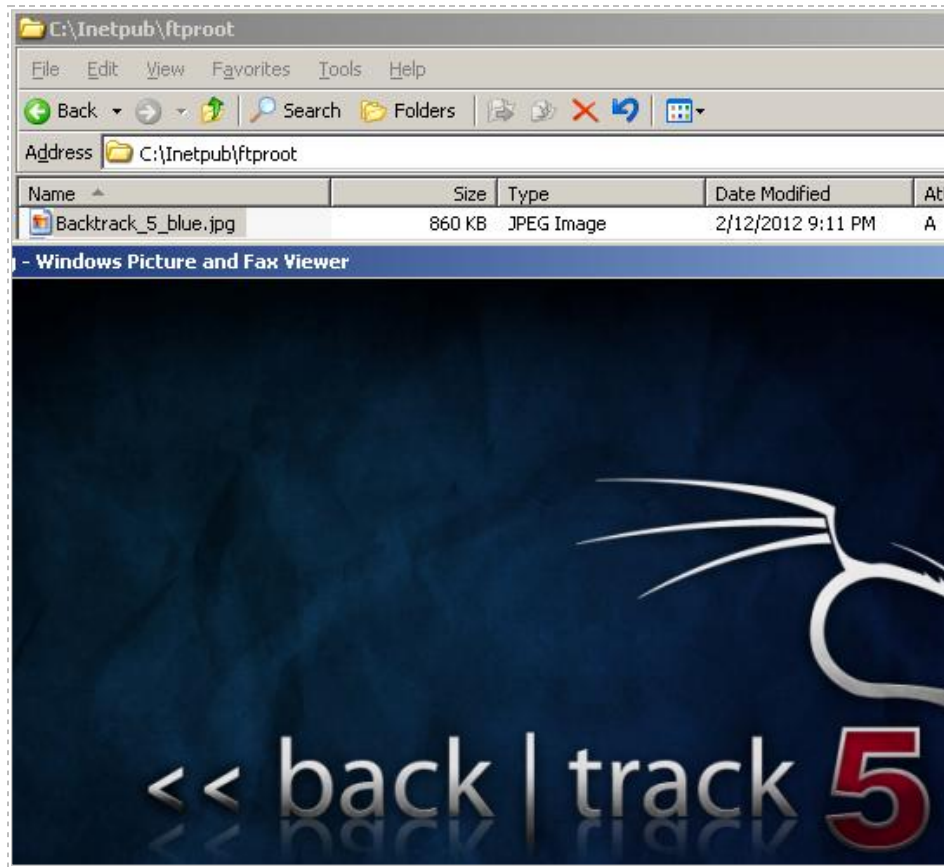 C:\Inetpub\ftproot
File Edit View Favorites Tools Help
Back Search Folders
Address C:\Inetpub\ftproot
Name Size Type Date Modified At
Backtrack_5_blue.jpg 860 KB JPEG Image 2/12/2012 9:11 PM A
- Windows Picture and Fax Viewer
<< back | track 5